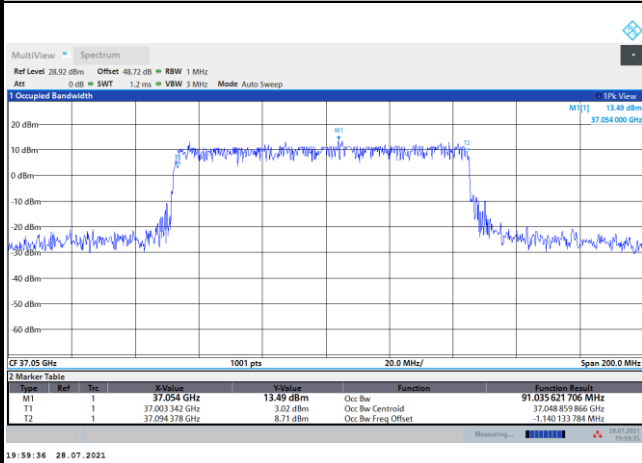 MultiView Spectrum
Ref Level 28.92 dBm Offset 48.72 dB RBW 1 MHz
Att 0 dB SWT 1.2 ms VBW 3 MHz Mode Auto Sweep
1 Occupied Bandwidth 1Pk View
M1[1] 13.49 dBm
37.054 000 GHz
20 dBm
M1
T2
10 dBm
T1
0 dBm
-10 dBm
-20 dBm
-30 dBm
-40 dBm
-50 dBm
-60 dBm
CF 37.05 GHz 1001 pts 20.0 MHz/ Span 200.0 MHz
2 Marker Table
Type Ref Trc X-Value Y-Value Function Function Result
M1 1 37.054 GHz 13.49 dBm Occ Bw 91.035 621 706 MHz
T1 1 37.003 342 GHz 3.02 dBm Occ Bw Centroid 37.048 859 866 GHz
T2 1 37.094 378 GHz 8.71 dBm Occ Bw Freq Offset -1.140 133 784 MHz
Measuring... 28.07.2021
19:59:35
19:59:36 28.07.2021